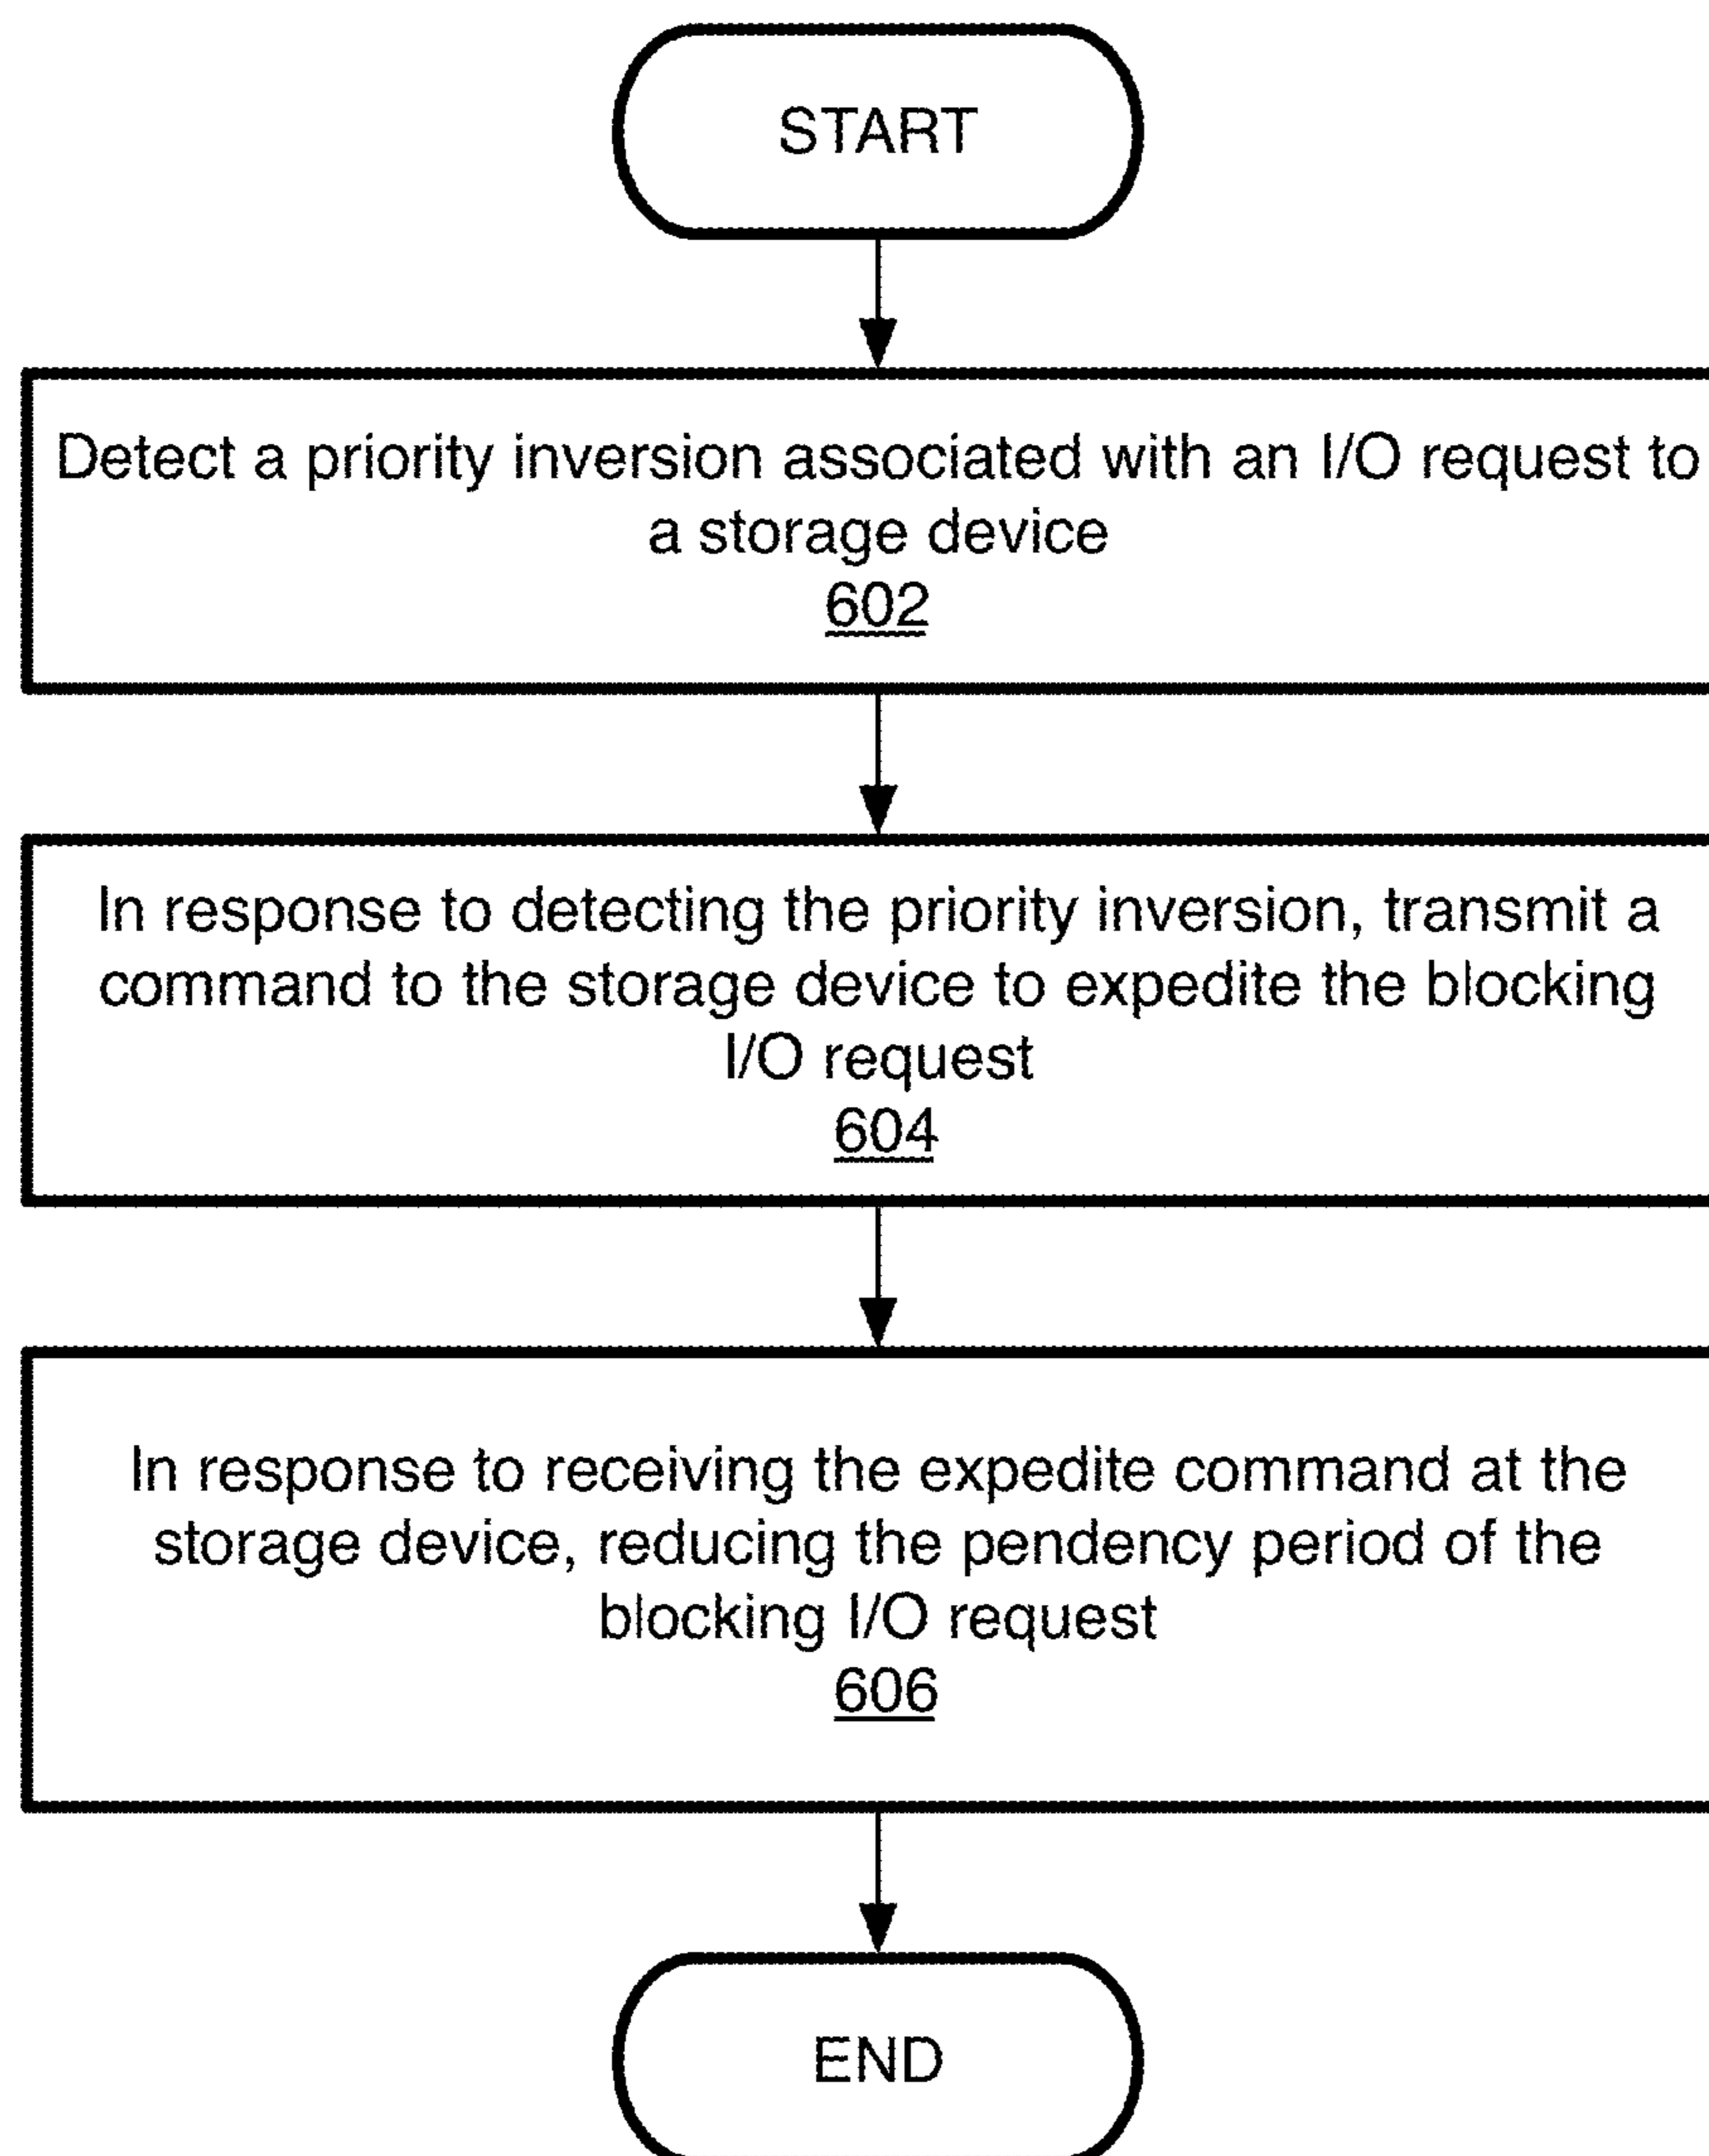 START
Detect a priority inversion associated with an I/O request to
a storage device
602
In response to detecting the priority inversion, transmit a
command to the storage device to expedite the blocking
I/O request
604
In response to receiving the expedite command at the
storage device, reducing the pendency period of the
blocking I/O request
606
END